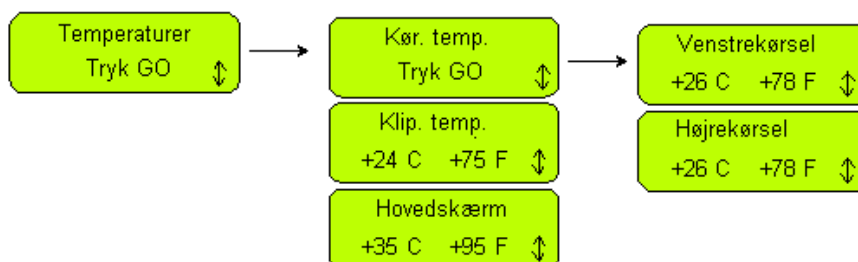 Temperaturer
Tryk GO
Kør. temp.
Tryk GO
Klip. temp.
+24 C +75 F
Hovedskærm
+35 C +95 F
Venstrekørsel
+26 C +78 F
Højrekørsel
+26 C +78 F